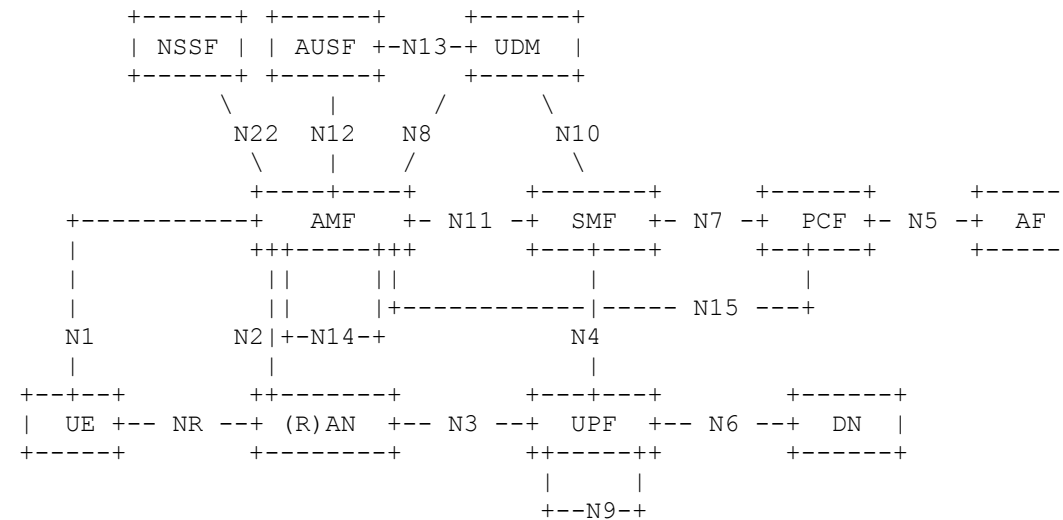 NSSF AUSF N13 UDM
N22 N12 N8 N10
AMF N11 SMF N7 PCF N5 AF
N15
N1 N2 N14 N4
UE NR (R)AN N3 UPF N6 DN
N9